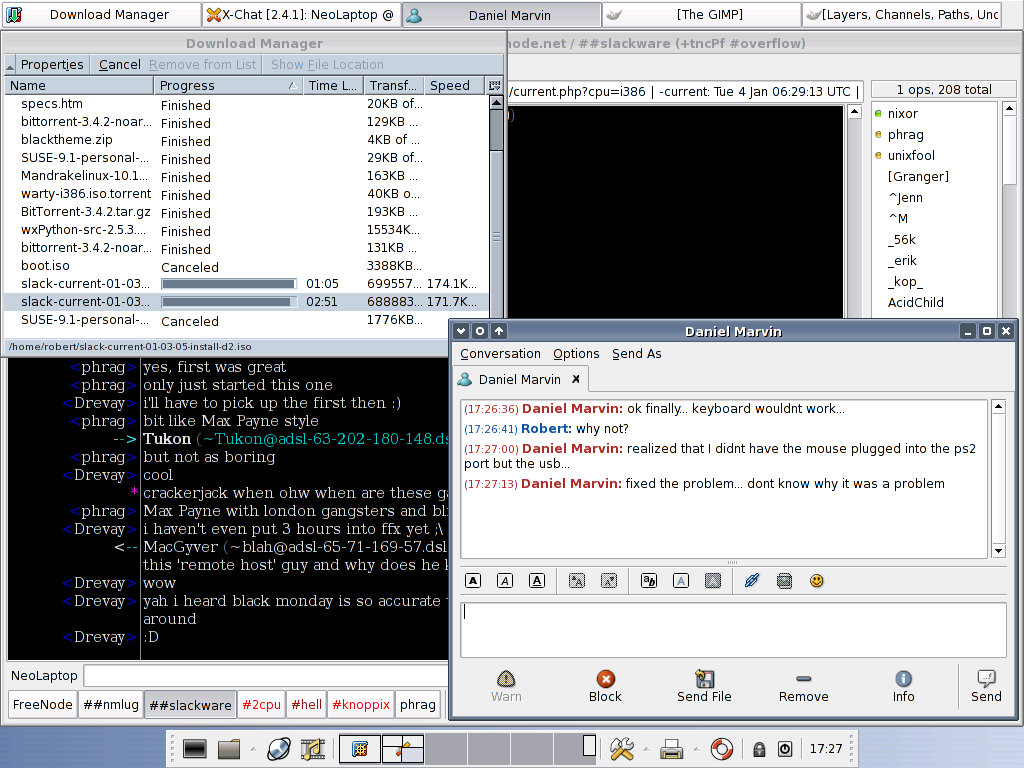 Download Manager
X-Chat [2.4.1]: NeoLaptop @
Daniel Marvin
[The GIMP]
[Layers, Channels, Paths, Unc
Download Manager
node.net / ##slackware (+tncPf #overflow)
Properties Cancel Remove from List Show File Location
Name Progress Time L... Transf... Speed
specs.htm Finished 20KB of...
bittorrent-3.4.2-noar... Finished 129KB ...
blacktheme.zip Finished 4KB of ...
SUSE-9.1-personal-... Finished 29KB of...
Mandrakelinux-10.1... Finished 163KB ...
warty-i386.iso.torrent Finished 40KB o...
BitTorrent-3.4.2.tar.gz Finished 193KB ...
wxPython-src-2.5.3.... Finished 15534K...
bittorrent-3.4.2-noar... Finished 131KB ...
boot.iso Canceled 3388KB...
slack-current-01-03... 01:05 699557... 174.1K...
slack-current-01-03... 02:51 688883... 171.7K...
SUSE-9.1-personal-... Canceled 1776KB...
/home/robert/slack-current-01-03-05-install-d2.iso
/current.php?cpu=i386 | -current: Tue 4 Jan 06:29:13 UTC |
1 ops, 208 total
nixor
phrag
unixfool
[Granger]
^Jenn
^M
_56k
_erik
_kop_
AcidChild
<phrag> yes, first was great
<phrag> only just started this one
<Drevay> i'll have to pick up the first then :)
<phrag> bit like Max Payne style
--> Tukon (~Tukon@adsl-63-202-180-148.ds
<phrag> but not as boring
<Drevay> cool
* crackerjack when ohw when are these ga
<phrag> Max Payne with london gangsters and bl
<Drevay> i haven't even put 3 hours into ffx yet ;\
<-- MacGyver (~blah@adsl-65-71-169-57.dsl
this 'remote host' guy and why does he k
<Drevay> wow
<Drevay> yah i heard black monday is so accurate
around
<Drevay> :D
NeoLaptop
FreeNode ##nmlug ##slackware #2cpu #hell #knoppix phrag
Daniel Marvin
Conversation Options Send As
Daniel Marvin
(17:26:36) Daniel Marvin: ok finally... keyboard wouldnt work...
(17:26:41) Robert: why not?
(17:27:00) Daniel Marvin: realized that I didnt have the mouse plugged into the ps2
port but the usb...
(17:27:13) Daniel Marvin: fixed the problem... dont know why it was a problem
Warn Block Send File Remove Info Send
17:27